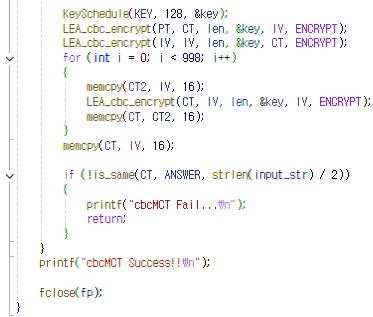 KeySchedule(KEY, 128, &key);
LEA_cbc_encrypt(PT, CT, len, &key, IV, ENCRYPT);
LEA_cbc_encrypt(IV, IV, len, &key, CT, ENCRYPT);
for (int i = 0; i < 998; i++)
{
memcpy(CT2, IV, 16);
LEA_cbc_encrypt(CT, IV, len, &key, IV, ENCRYPT);
memcpy(CT, CT2, 16);
}
memcpy(CT, IV, 16);
if (!is_same(CT, ANSWER, strlen(input_str) / 2))
{
printf("cbcMCT Fail...₩n");
return;
}
}
printf("cbcMCT Success!!₩n");
fclose(fp);
}